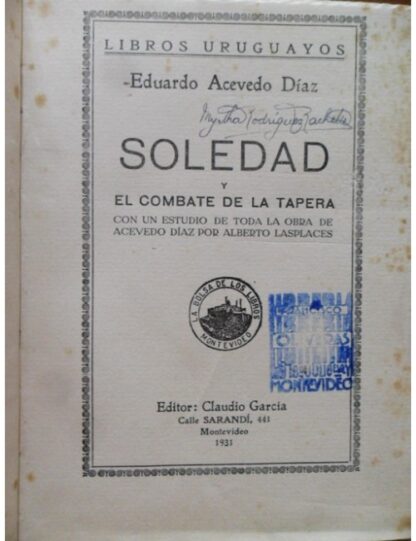 LIBROS URUGUAYOS
Eduardo Acevedo Díaz
Myrtha Rodríguez
SOLEDAD
Y
EL COMBATE DE LA TAPERA
CON UN ESTUDIO DE TODA LA OBRA DE
ACEVEDO DÍAZ POR ALBERTO LASPLACES
LA BOLSA DE LOS LIBROS
MONTEVIDEO
MONTEVIDEO
Editor: Claudio García
Calle SARANDÍ, 441
Montevideo
1931